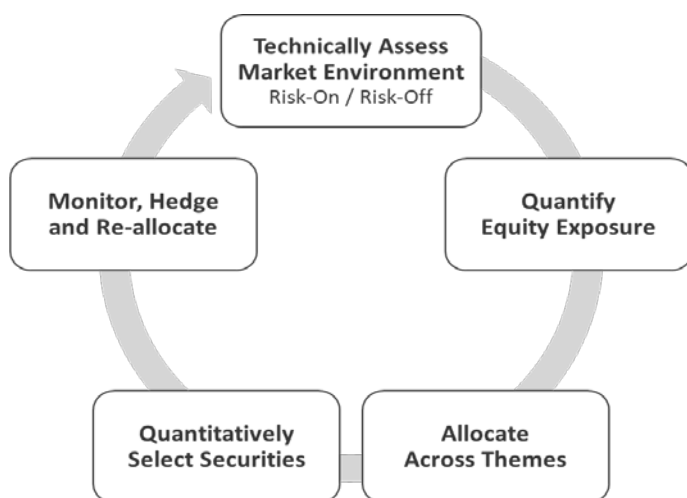 Technically Assess
Market Environment
Risk-On / Risk-Off
Quantify
Equity Exposure
Allocate
Across Themes
Quantitatively
Select Securities
Monitor, Hedge
and Re-allocate